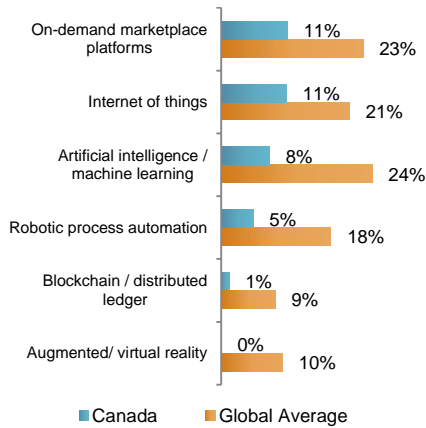 On-demand marketplace
platforms
11%
23%
Internet of things
11%
21%
Artificial intelligence /
machine learning
8%
24%
Robotic process automation
5%
18%
Blockchain / distributed
ledger
1%
9%
Augmented/ virtual reality
0%
10%
Canada
Global Average